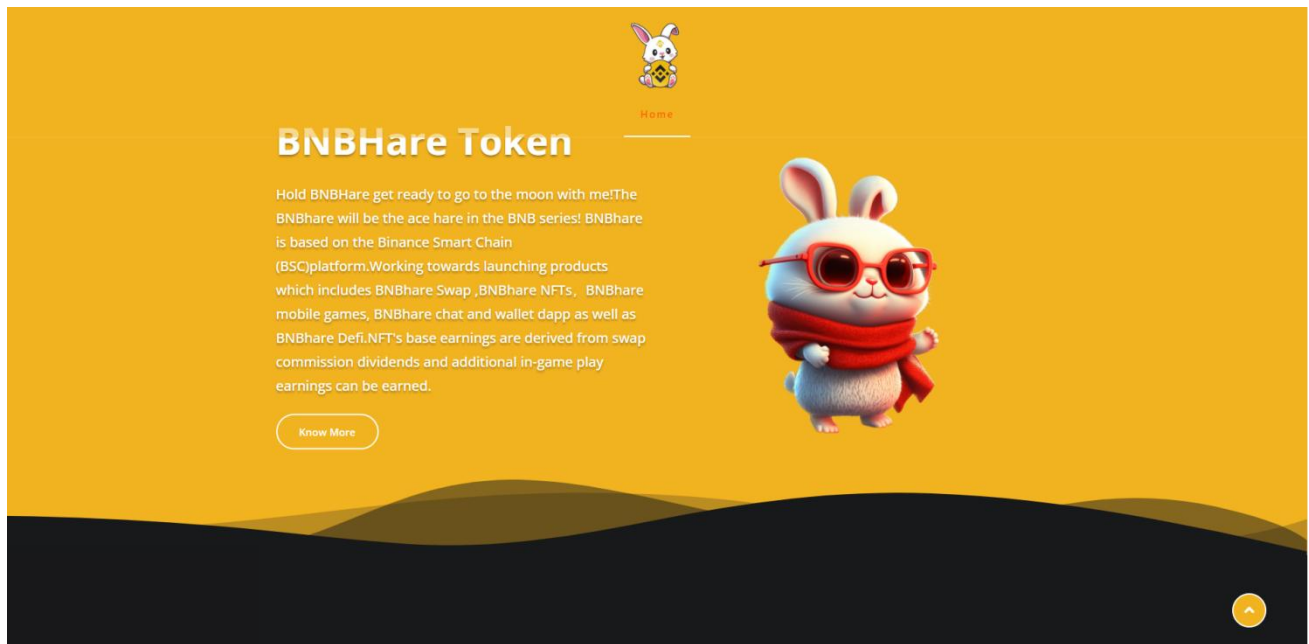 Home
BNBHare Token
Hold BNBHare get ready to go to the moon with me!The
BNBhare will be the ace hare in the BNB series! BNBhare
is based on the Binance Smart Chain
(BSC)platform.Working towards launching products
which includes BNBhare Swap ,BNBhare NFTs，BNBhare
mobile games, BNBhare chat and wallet dapp as well as
BNBhare Defi.NFT's base earnings are derived from swap
commission dividends and additional in-game play
earnings can be earned.
Know More